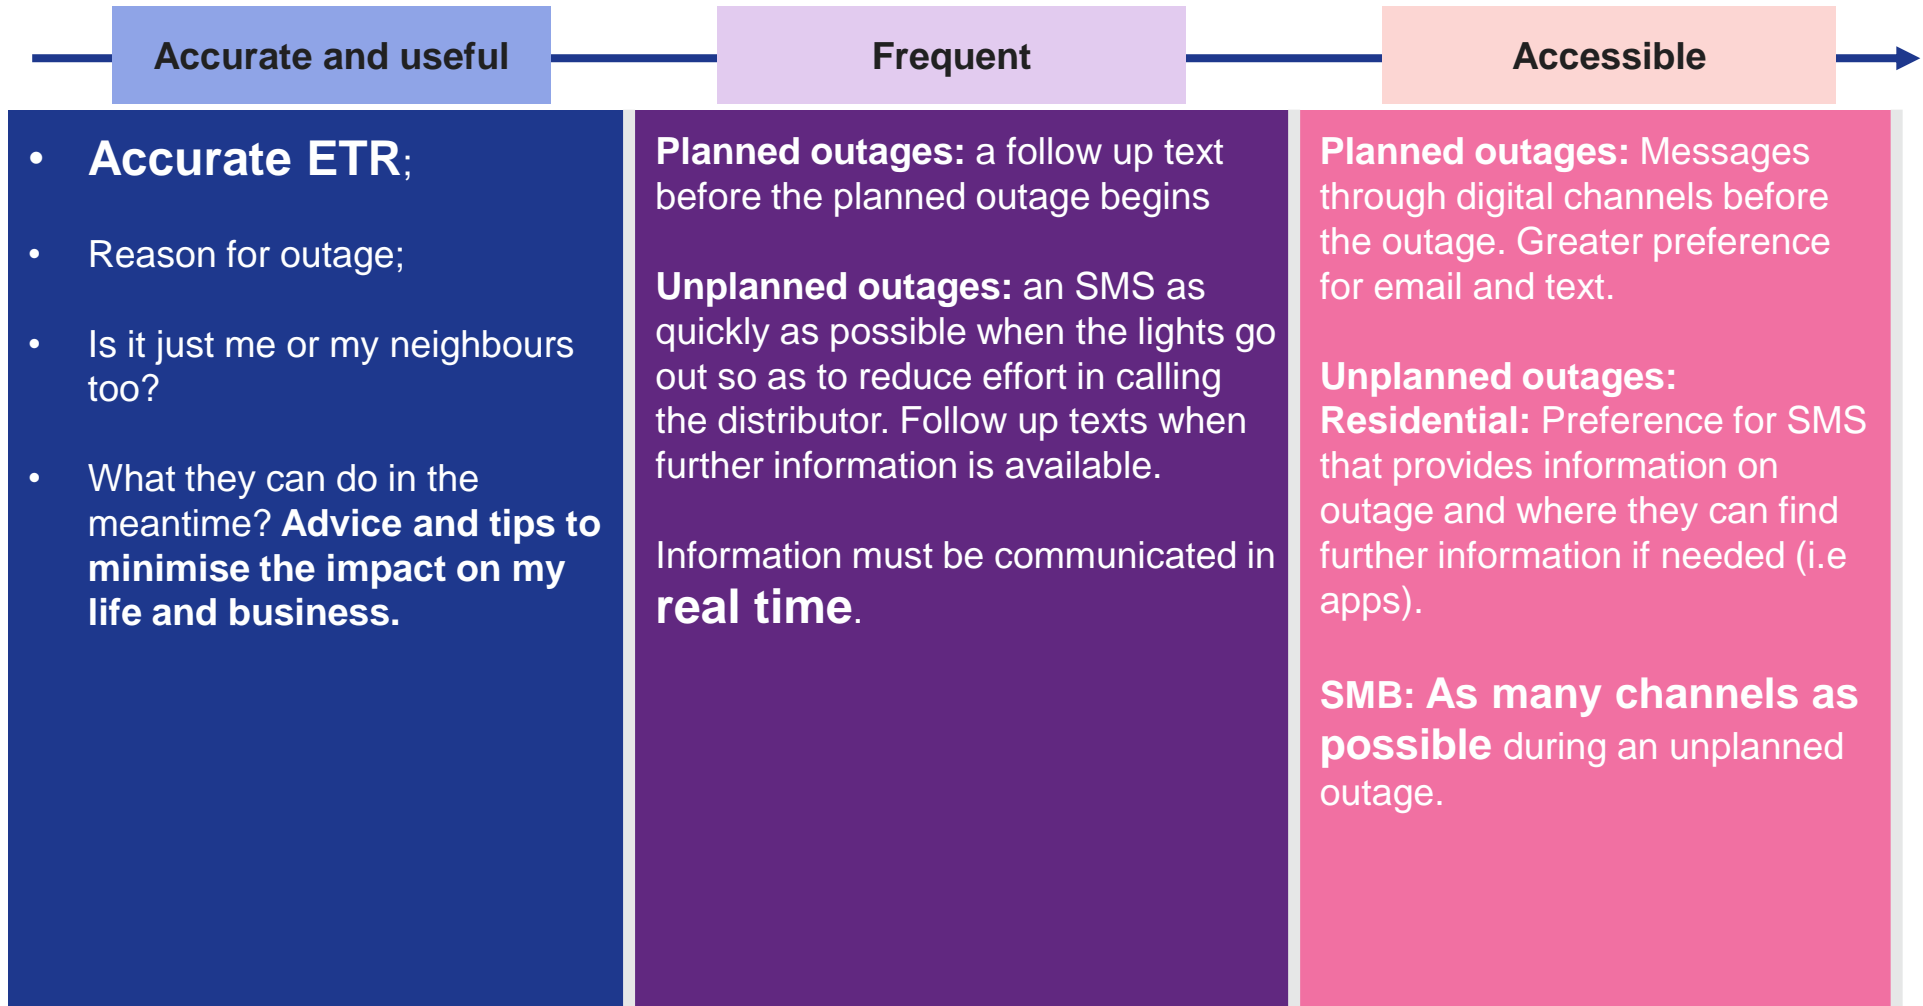 Accurate and useful
Frequent
Accessible
• Accurate ETR;
• Reason for outage;
• Is it just me or my neighbours
too?
• What they can do in the
meantime? Advice and tips to
minimise the impact on my
life and business.
Planned outages: a follow up text
before the planned outage begins
Unplanned outages: an SMS as
quickly as possible when the lights go
out so as to reduce effort in calling
the distributor. Follow up texts when
further information is available.
Information must be communicated in
real time.
Planned outages: Messages
through digital channels before
the outage. Greater preference
for email and text.
Unplanned outages:
Residential: Preference for SMS
that provides information on
outage and where they can find
further information if needed (i.e
apps).
SMB: As many channels as
possible during an unplanned
outage.